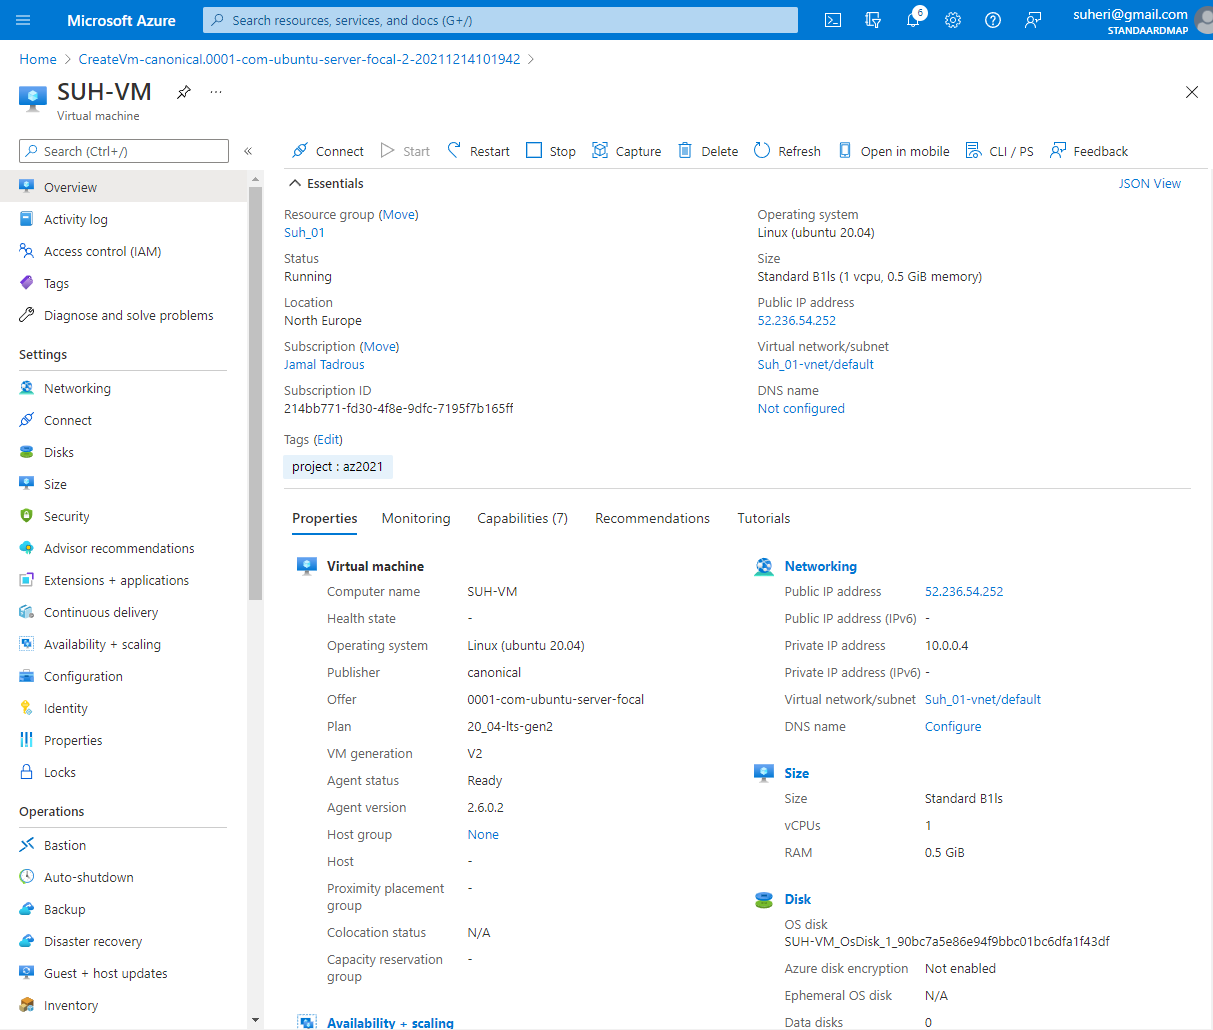 Microsoft Azure
Search resources, services, and docs (G+/)
6
suheri@gmail.com
STANDAARDMAP
Home > CreateVm-canonical.0001-com-ubuntu-server-focal-2-20211214101942 >
SUH-VM
Virtual machine
Search (Ctrl+/)
«
Connect
Start
Restart
Stop
Capture
Delete
Refresh
Open in mobile
CLI / PS
Feedback
Overview
Activity log
Access control (IAM)
Tags
Diagnose and solve problems
Settings
Networking
Connect
Disks
Size
Security
Advisor recommendations
Extensions + applications
Continuous delivery
Availability + scaling
Configuration
Identity
Properties
Locks
Operations
Bastion
Auto-shutdown
Backup
Disaster recovery
Guest + host updates
Inventory
Essentials
JSON View
Resource group (Move)
Suh_01
Status
Running
Location
North Europe
Subscription (Move)
Jamal Tadrous
Subscription ID
214bb771-fd30-4f8e-9dfc-7195f7b165ff
Operating system
Linux (ubuntu 20.04)
Size
Standard B1ls (1 vcpu, 0.5 GiB memory)
Public IP address
52.236.54.252
Virtual network/subnet
Suh_01-vnet/default
DNS name
Not configured
Tags (Edit)
project : az2021
Properties
Monitoring
Capabilities (7)
Recommendations
Tutorials
Virtual machine
Computer name SUH-VM
Health state -
Operating system Linux (ubuntu 20.04)
Publisher canonical
Offer 0001-com-ubuntu-server-focal
Plan 20_04-lts-gen2
VM generation V2
Agent status Ready
Agent version 2.6.0.2
Host group None
Host -
Proximity placement -
group
Colocation status N/A
Capacity reservation -
group
Availability + scaling
Networking
Public IP address 52.236.54.252
Public IP address (IPv6) -
Private IP address 10.0.0.4
Private IP address (IPv6) -
Virtual network/subnet Suh_01-vnet/default
DNS name Configure
Size
Size Standard B1ls
vCPUs 1
RAM 0.5 GiB
Disk
OS disk
SUH-VM_OsDisk_1_90bc7a5e86e94f9bbc01bc6dfa1f43df
Azure disk encryption Not enabled
Ephemeral OS disk N/A
Data disks 0